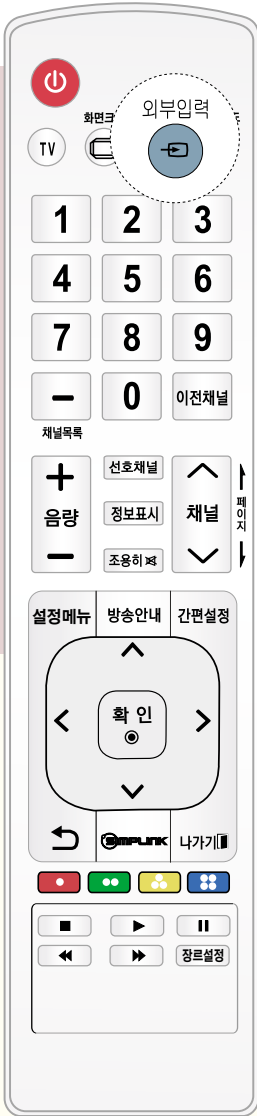 외부입력
화면크
TV
1 2 3
4 5 6
7 8 9
0 이전채널
채널목록
음량
선호채널
정보표시
조용히
채널
페이지
설정메뉴 방송안내 간편설정
확인
SIMPLINK
나가기
장르설정